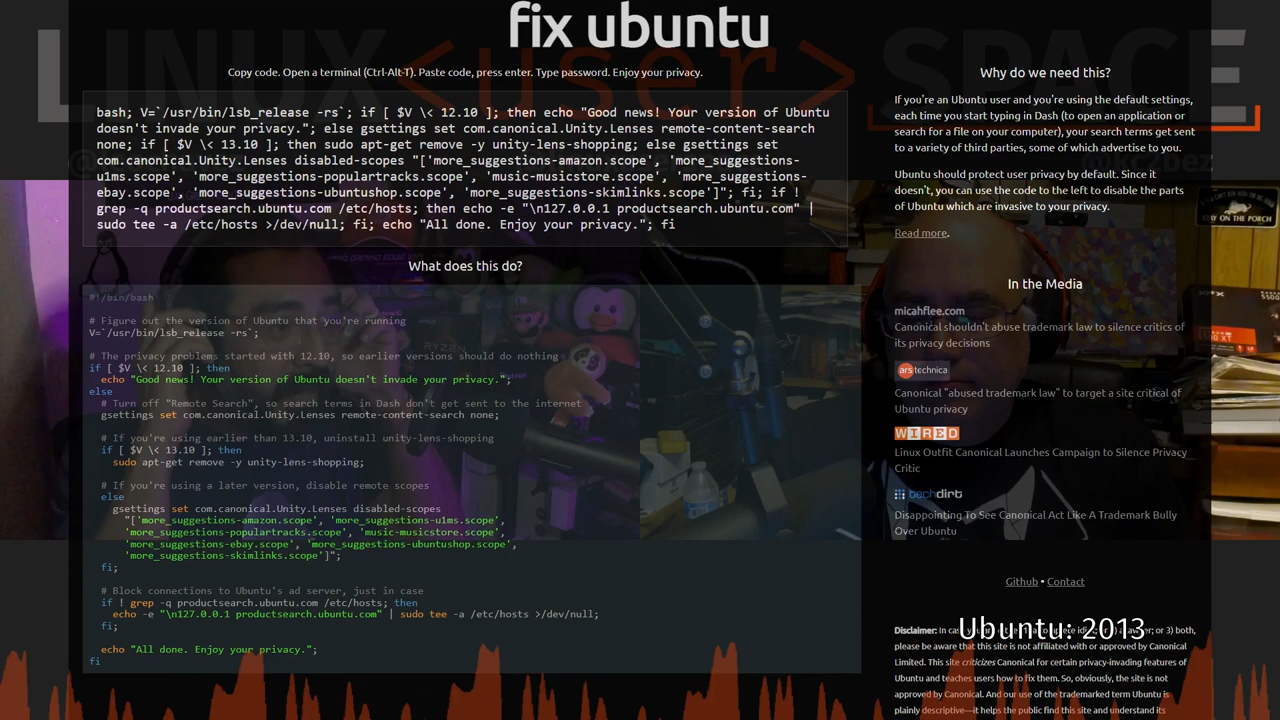 fix ubuntu
LINUX <user> SPACE
Copy code. Open a terminal (Ctrl-Alt-T). Paste code, press enter. Type password. Enjoy your privacy.
bash; V=`/usr/bin/lsb_release -rs`; if [ $V \< 12.10 ]; then echo "Good news! Your version of Ubuntu
doesn't invade your privacy."; else gsettings set com.canonical.Unity.Lenses remote-content-search
none; if [ $V \< 13.10 ]; then sudo apt-get remove -y unity-lens-shopping; else gsettings set
com.canonical.Unity.Lenses disabled-scopes "['more_suggestions-amazon.scope', 'more_suggestions-
u1ms.scope', 'more_suggestions-populartracks.scope', 'music-musicstore.scope', 'more_suggestions-
ebay.scope', 'more_suggestions-ubuntushop.scope', 'more_suggestions-skimlinks.scope']"; fi; if !
grep -q productsearch.ubuntu.com /etc/hosts; then echo -e "\n127.0.0.1 productsearch.ubuntu.com" |
sudo tee -a /etc/hosts >/dev/null; fi; echo "All done. Enjoy your privacy."; fi
What does this do?
#!/bin/bash
# Figure out the version of Ubuntu that you're running
V=`/usr/bin/lsb_release -rs`;
# The privacy problems started with 12.10, so earlier versions should do nothing
if [ $V \< 12.10 ]; then
echo "Good news! Your version of Ubuntu doesn't invade your privacy.";
else
# Turn off "Remote Search", so search terms in Dash don't get sent to the internet
gsettings set com.canonical.Unity.Lenses remote-content-search none;
# If you're using earlier than 13.10, uninstall unity-lens-shopping
if [ $V \< 13.10 ]; then
sudo apt-get remove -y unity-lens-shopping;
# If you're using a later version, disable remote scopes
else
gsettings set com.canonical.Unity.Lenses disabled-scopes
"['more_suggestions-amazon.scope', 'more_suggestions-u1ms.scope',
'more_suggestions-populartracks.scope', 'music-musicstore.scope',
'more_suggestions-ebay.scope', 'more_suggestions-ubuntushop.scope',
'more_suggestions-skimlinks.scope']";
fi;
# Block connections to Ubuntu's ad server, just in case
if ! grep -q productsearch.ubuntu.com /etc/hosts; then
echo -e "\n127.0.0.1 productsearch.ubuntu.com" | sudo tee -a /etc/hosts >/dev/null;
fi;
echo "All done. Enjoy your privacy.";
fi
Why do we need this?
If you're an Ubuntu user and you're using the default settings,
each time you start typing in Dash (to open an application or
search for a file on your computer), your search terms get sent
to a variety of third parties, some of which advertise to you.
@kc2bez
Ubuntu should protect user privacy by default. Since it
doesn't, you can use the code to the left to disable the parts
of Ubuntu which are invasive to your privacy.
Read more.
STAY ON THE PORCH
In the Media
micahflee.com
Canonical shouldn't abuse trademark law to silence critics of
its privacy decisions
ars technica
Canonical "abused trademark law" to target a site critical of
Ubuntu privacy
WIRED
Linux Outfit Canonical Launches Campaign to Silence Privacy
Critic
techdirt
Disappointing To See Canonical Act Like A Trademark Bully
Over Ubuntu
RYZEN
Github • Contact
Ubuntu: 2013
Disclaimer: In case 3) both,
please be aware that this site is not affiliated with or approved by Canonical
Limited. This site criticizes Canonical for certain privacy-invading features of
Ubuntu and teaches users how to fix them. So, obviously, the site is not
approved by Canonical. And our use of the trademarked term Ubuntu is
plainly descriptive—it helps the public find this site and understand its